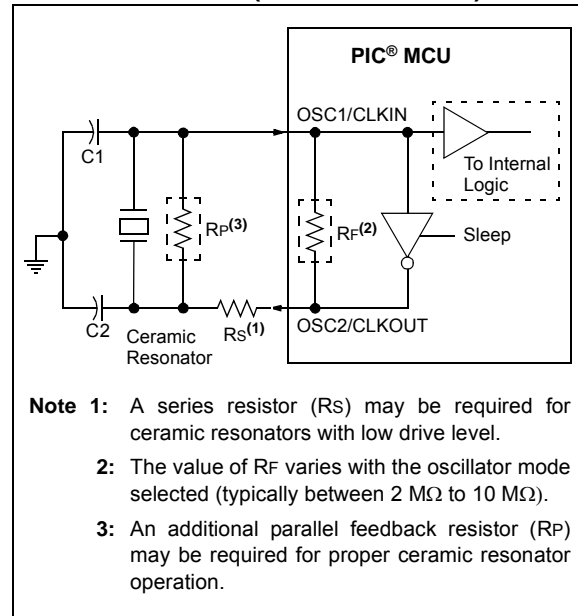 PIC® MCU
OSC1/CLKIN
C1
To Internal
Logic
RP(3)
RF(2)
Sleep
C2
Ceramic
Resonator
RS(1)
OSC2/CLKOUT
Note 1: A series resistor (RS) may be required for
ceramic resonators with low drive level.
2: The value of RF varies with the oscillator mode
selected (typically between 2 MΩ to 10 MΩ).
3: An additional parallel feedback resistor (RP)
may be required for proper ceramic resonator
operation.